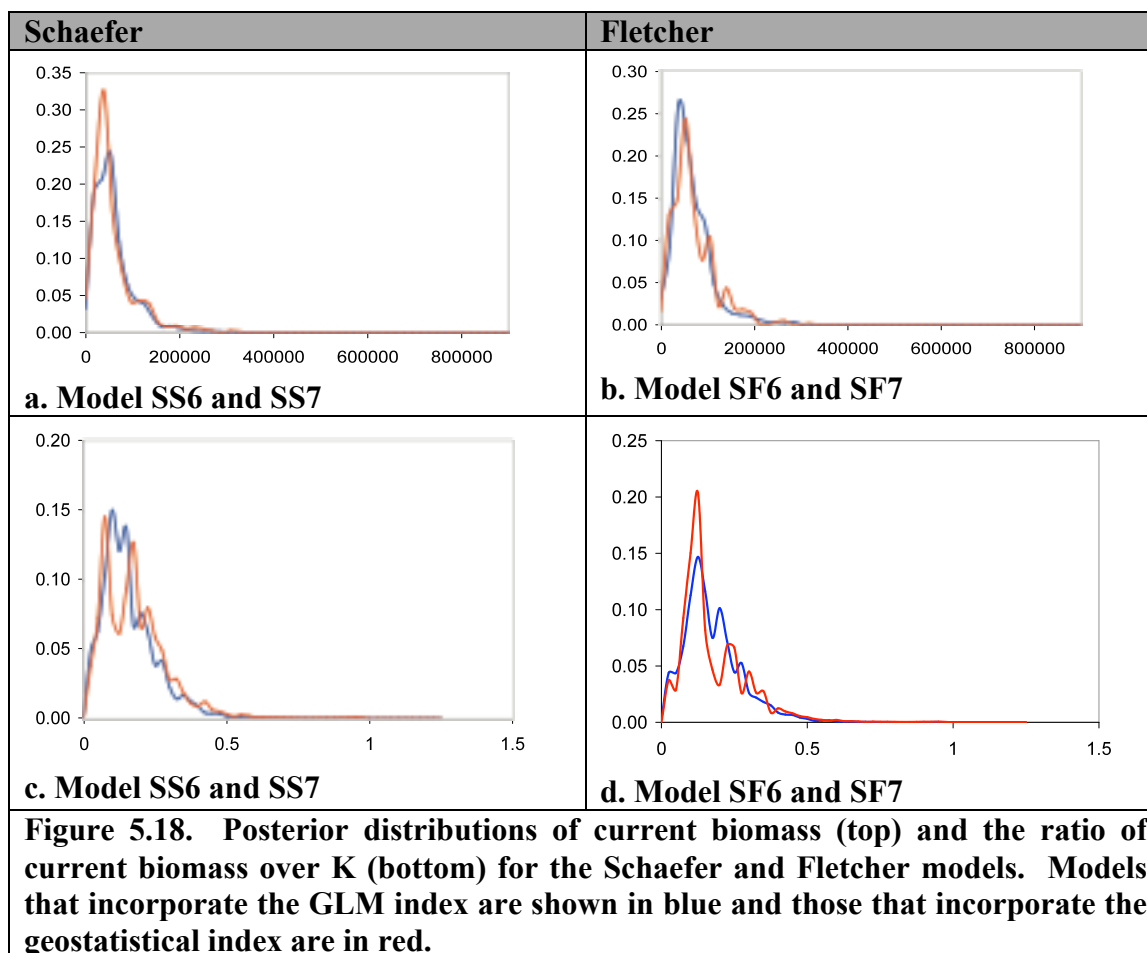 Schaefer
Fletcher
0.35
0.30
0.25
0.20
0.15
0.10
0.05
0.00
0 200000 400000 600000 800000
a. Model SS6 and SS7
0.30
0.25
0.20
0.15
0.10
0.05
0.00
0 200000 400000 600000 800000
b. Model SF6 and SF7
0.20
0.15
0.10
0.05
0.00
0 0.5 1 1.5
c. Model SS6 and SS7
0.25
0.20
0.15
0.10
0.05
0.00
0 0.5 1 1.5
d. Model SF6 and SF7
Figure 5.18. Posterior distributions of current biomass (top) and the ratio of
current biomass over K (bottom) for the Schaefer and Fletcher models. Models
that incorporate the GLM index are shown in blue and those that incorporate the
geostatistical index are in red.